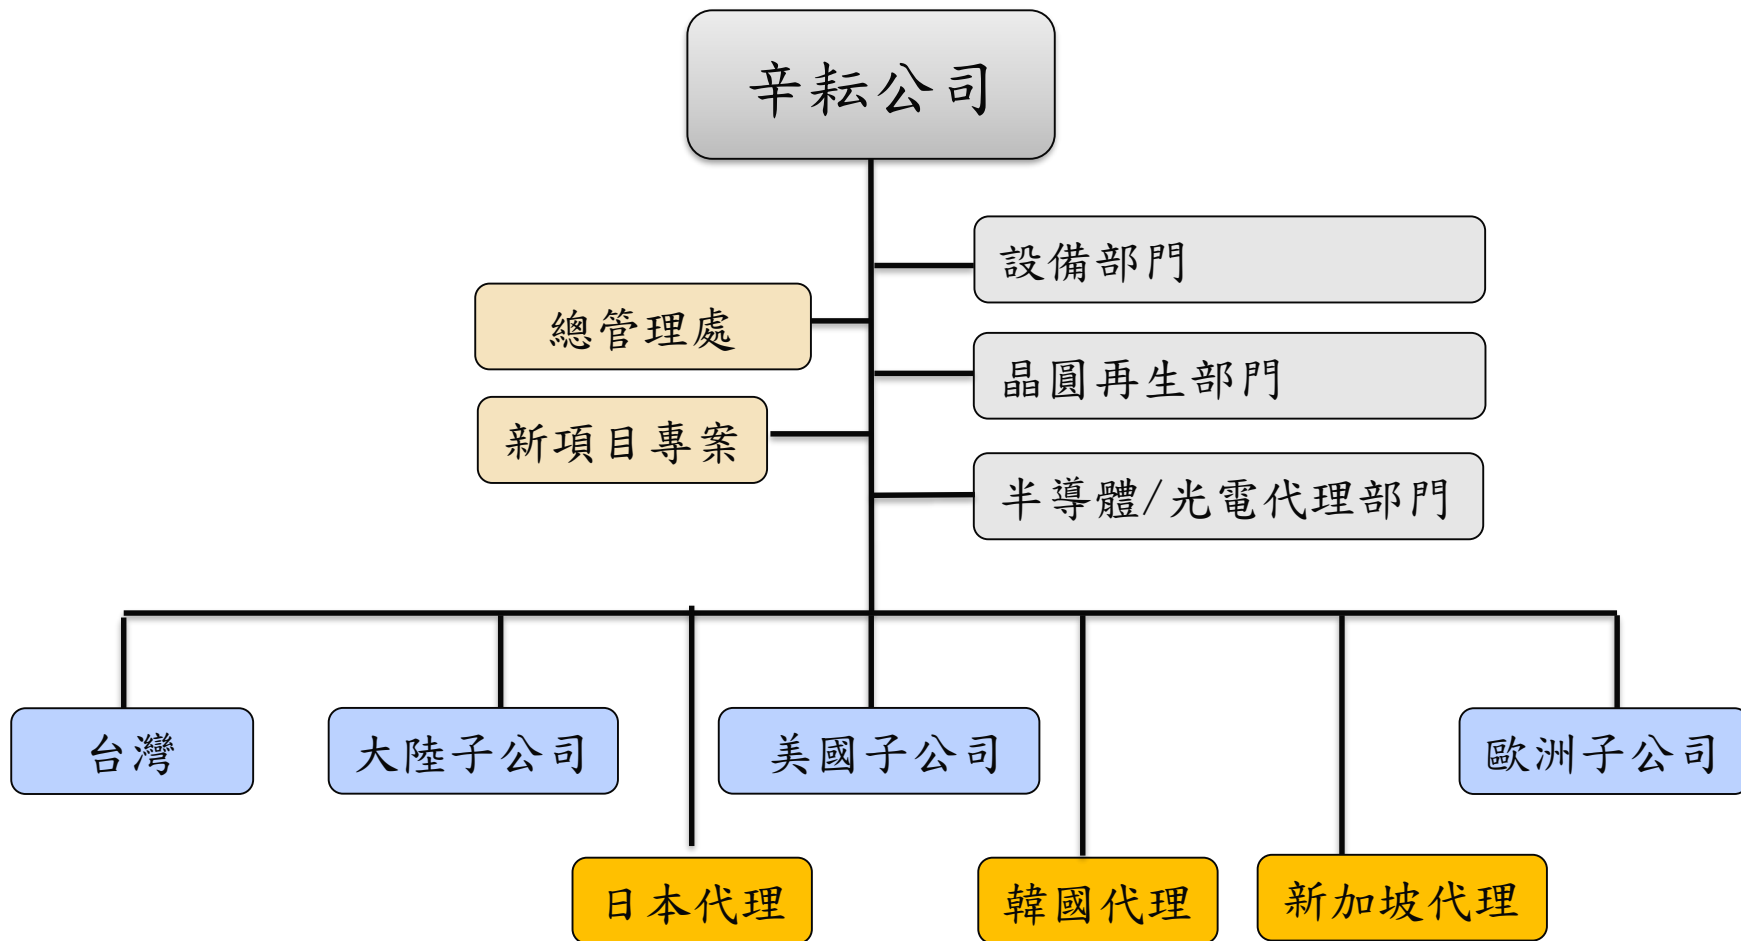 辛耘公司
設備部門
總管理處
晶圓再生部門
新項目專案
半導體/光電代理部門
台灣
大陸子公司
美國子公司
歐洲子公司
日本代理
韓國代理
新加坡代理